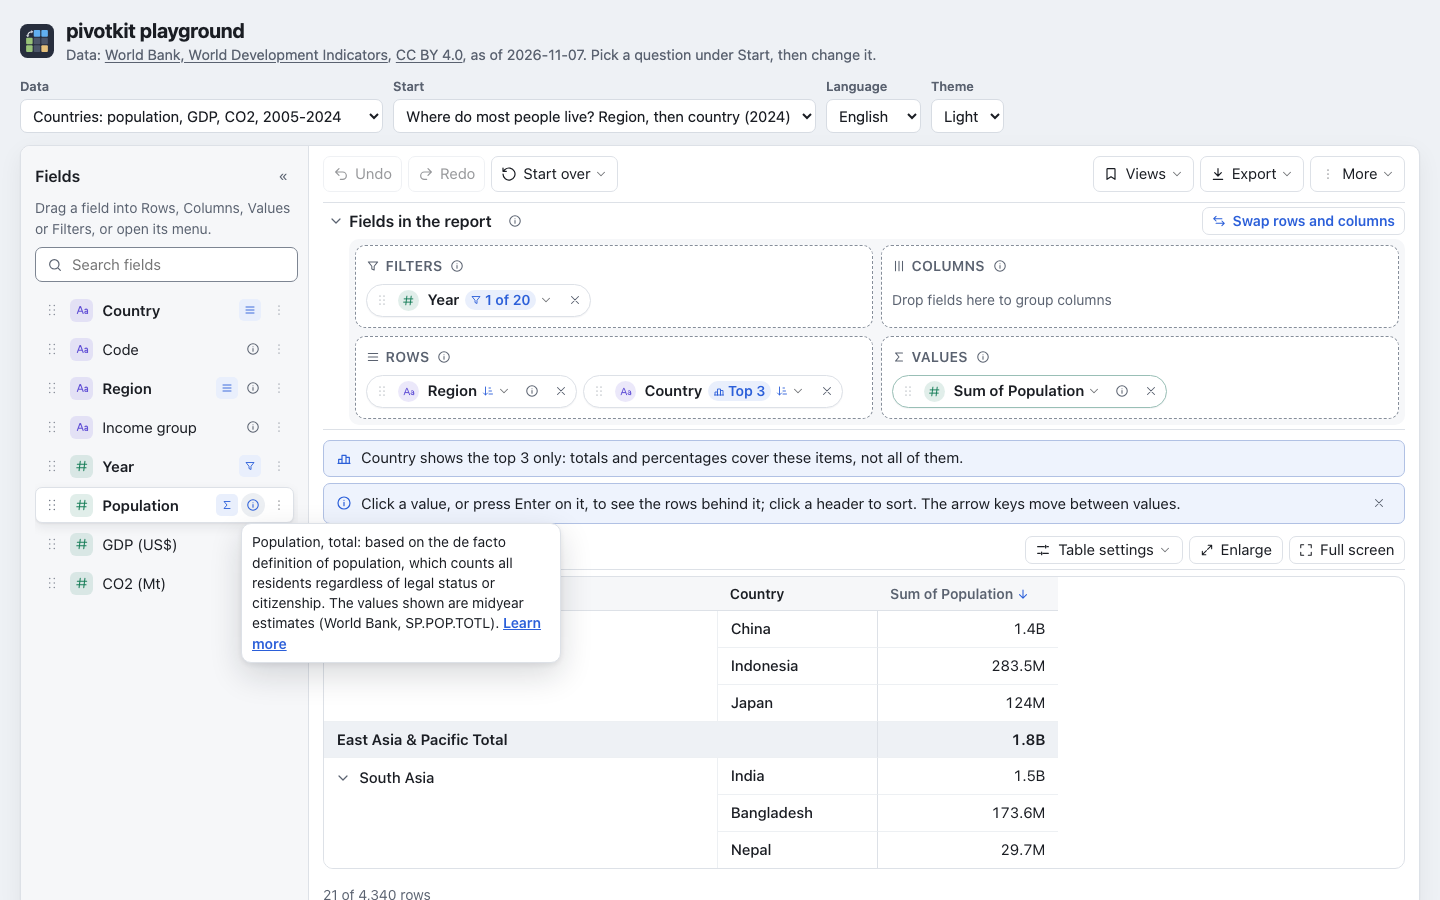 pivotkit playground
Data: World Bank, World Development Indicators, CC BY 4.0, as of 2026-11-07. Pick a question under Start, then change it.
Data
Start
Language
Theme
Countries: population, GDP, CO2, 2005-2024
Where do most people live? Region, then country (2024)
English
Light
Fields
«
Drag a field into Rows, Columns, Values
or Filters, or open its menu.
Search fields
Aa Country
Aa Code
Aa Region
Aa Income group
# Year
# Population Σ
# GDP (US$)
# CO2 (Mt)
Population, total: based on the de facto
definition of population, which counts all
residents regardless of legal status or
citizenship. The values shown are midyear
estimates (World Bank, SP.POP.TOTL). Learn
more
Undo
Redo
Start over
Views
Export
More
Fields in the report
Swap rows and columns
FILTERS
# Year 1 of 20
COLUMNS
Drop fields here to group columns
ROWS
Aa Region
Aa Country Top 3
Σ VALUES
# Sum of Population
Country shows the top 3 only: totals and percentages cover these items, not all of them.
Click a value, or press Enter on it, to see the rows behind it; click a header to sort. The arrow keys move between values.
Table settings
Enlarge
Full screen
Country
Sum of Population
China 1.4B
Indonesia 283.5M
Japan 124M
East Asia & Pacific Total 1.8B
South Asia India 1.5B
Bangladesh 173.6M
Nepal 29.7M
21 of 4,340 rows